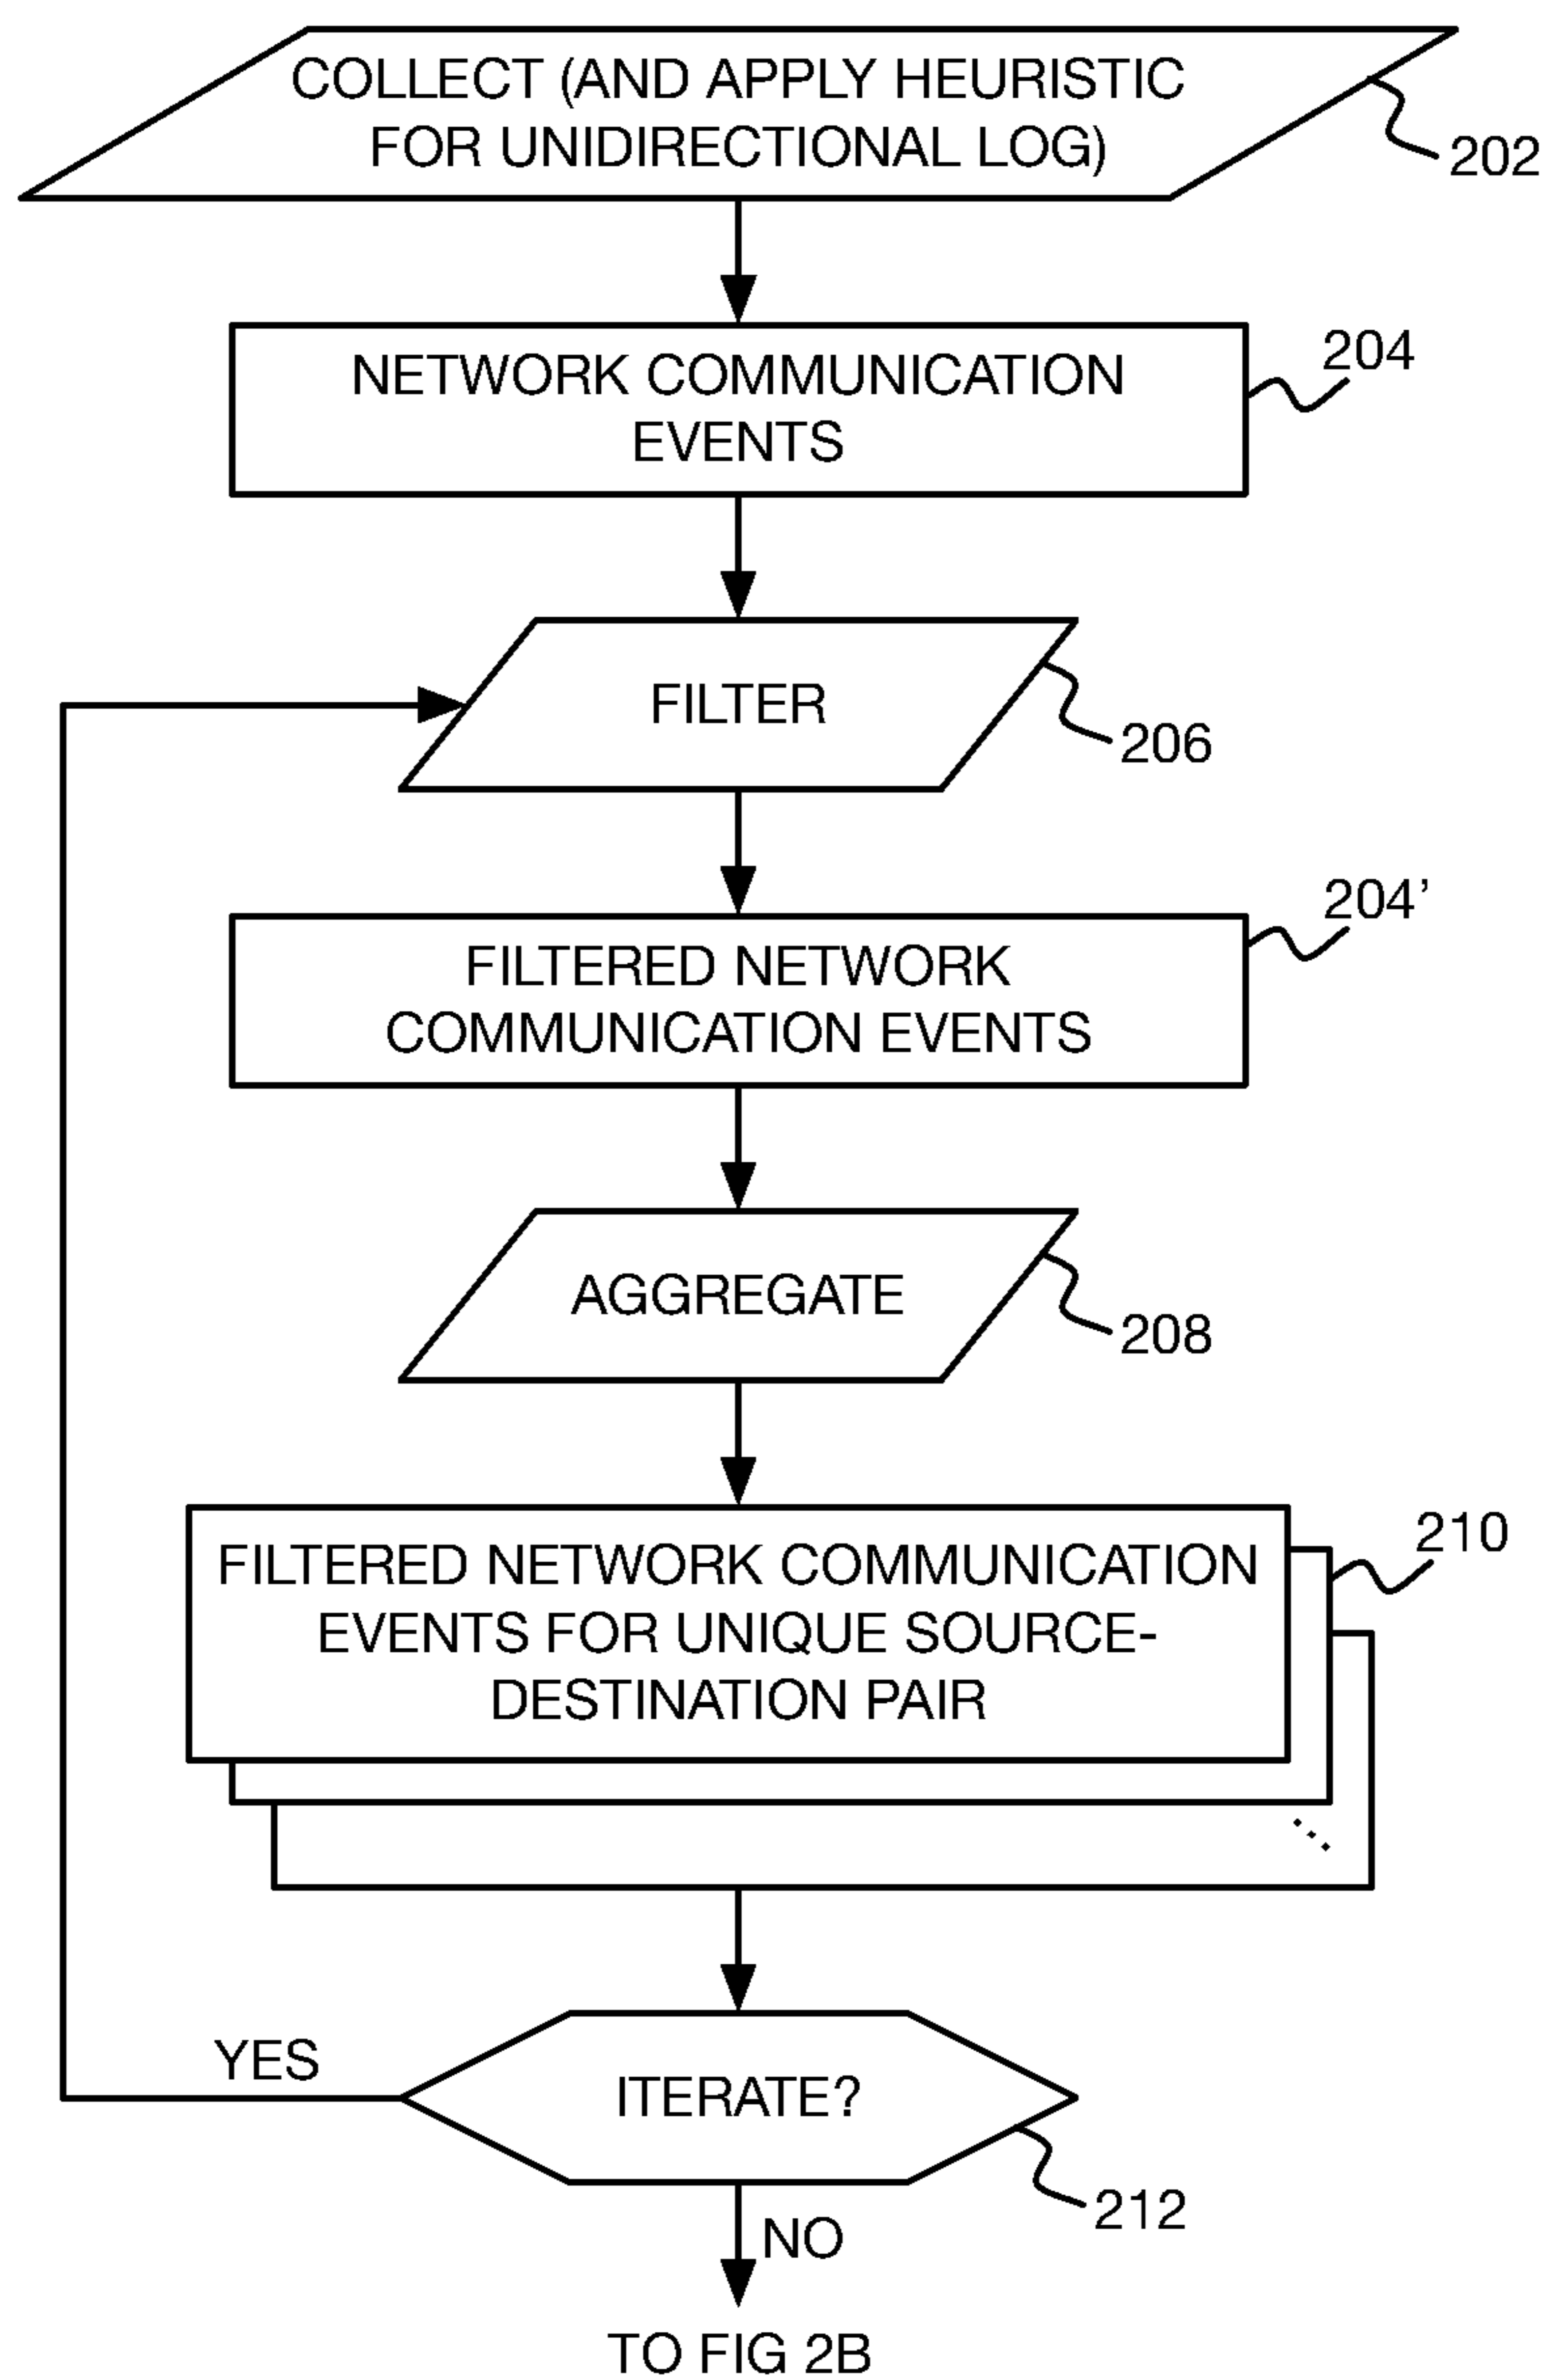 COLLECT (AND APPLY HEURISTIC
FOR UNIDIRECTIONAL LOG)
202
NETWORK COMMUNICATION
EVENTS
204
FILTER
206
FILTERED NETWORK
COMMUNICATION EVENTS
204’
AGGREGATE
208
FILTERED NETWORK COMMUNICATION
EVENTS FOR UNIQUE SOURCE-
DESTINATION PAIR
210
YES
ITERATE?
212
NO
TO FIG 2B